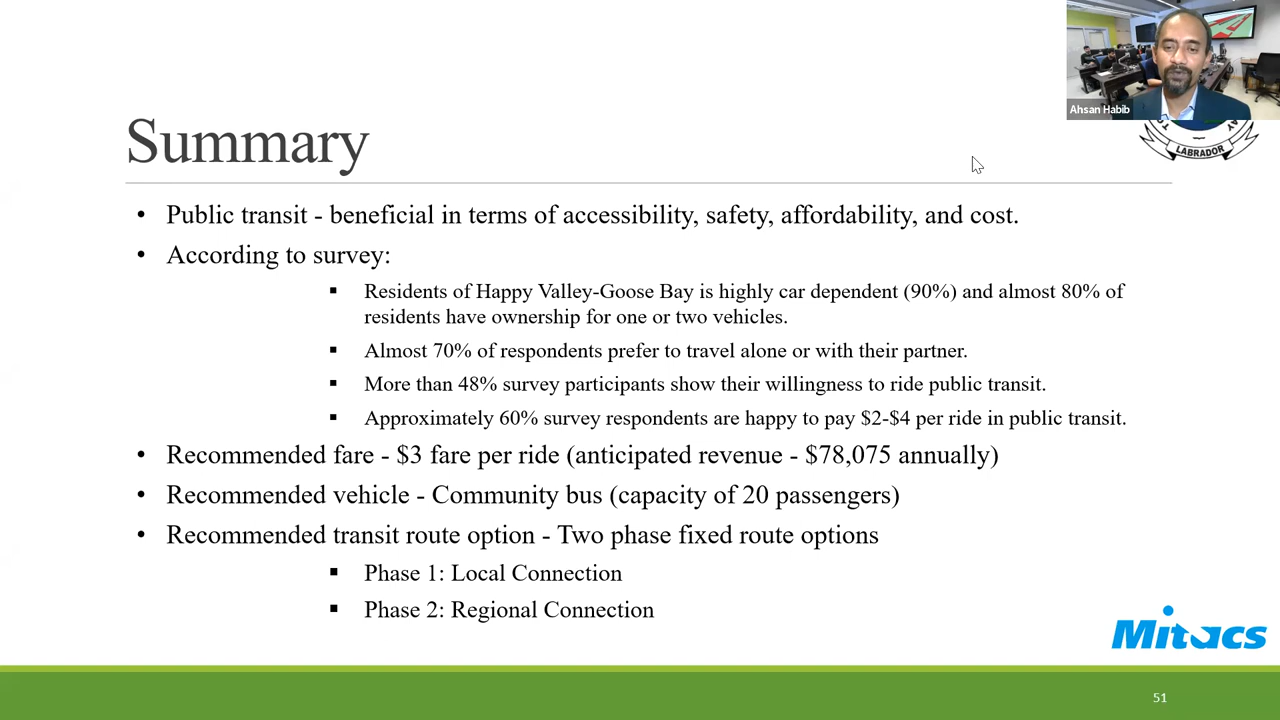 Ahsan Habib
LABRADOR
Summary
• Public transit - beneficial in terms of accessibility, safety, affordability, and cost.
• According to survey:
▪ Residents of Happy Valley-Goose Bay is highly car dependent (90%) and almost 80% of
residents have ownership for one or two vehicles.
▪ Almost 70% of respondents prefer to travel alone or with their partner.
▪ More than 48% survey participants show their willingness to ride public transit.
▪ Approximately 60% survey respondents are happy to pay $2-$4 per ride in public transit.
• Recommended fare - $3 fare per ride (anticipated revenue - $78,075 annually)
• Recommended vehicle - Community bus (capacity of 20 passengers)
• Recommended transit route option - Two phase fixed route options
▪ Phase 1: Local Connection
▪ Phase 2: Regional Connection
Mitacs
51